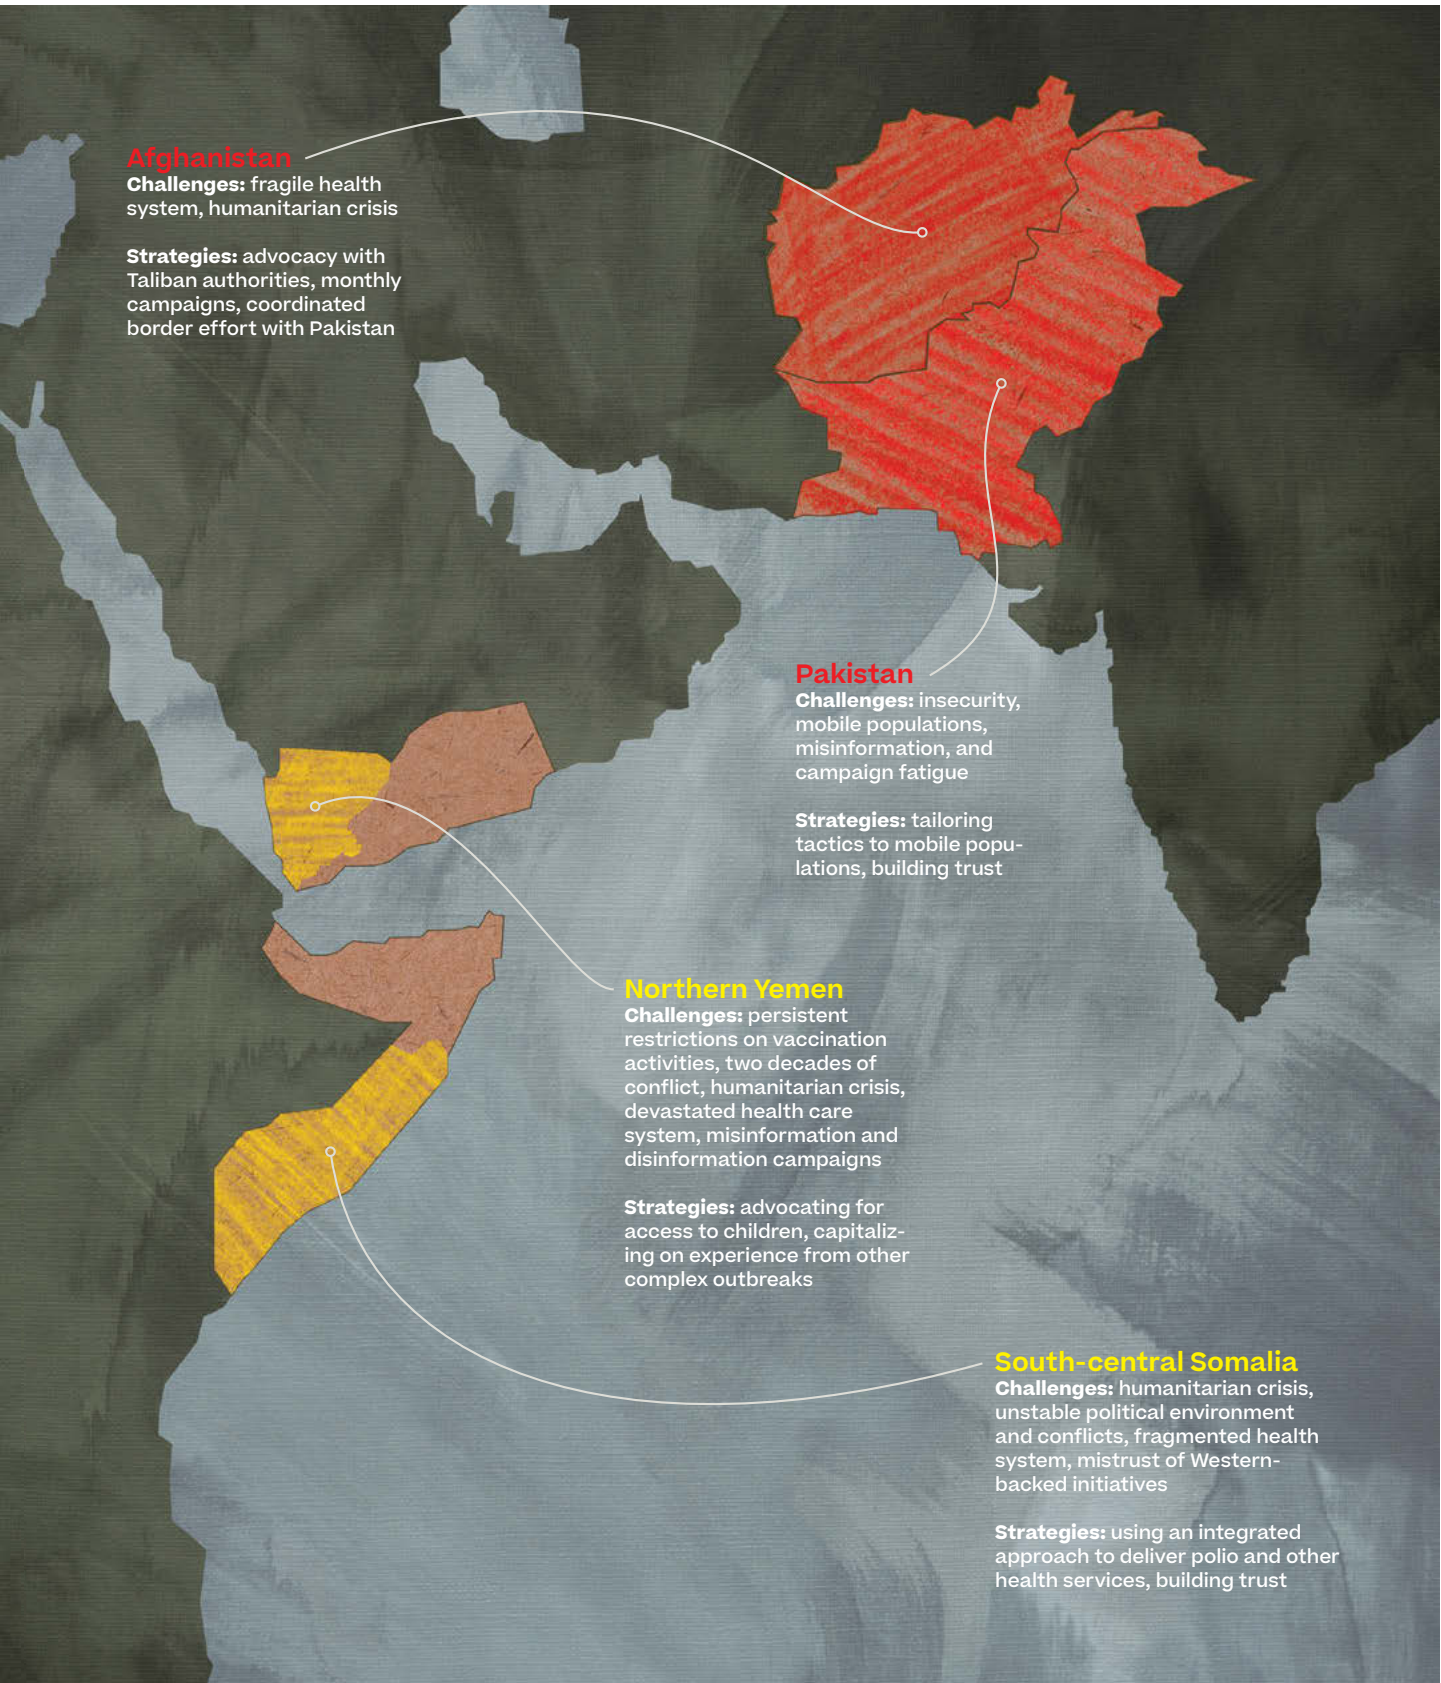 Afghanistan
Challenges: fragile health
system, humanitarian crisis
Strategies: advocacy with
Taliban authorities, monthly
campaigns, coordinated
border effort with Pakistan
Pakistan
Challenges: insecurity,
mobile populations,
misinformation, and
campaign fatigue
Strategies: tailoring
tactics to mobile popu-
lations, building trust
Northern Yemen
Challenges: persistent
restrictions on vaccination
activities, two decades of
conflict, humanitarian crisis,
devastated health care
system, misinformation and
disinformation campaigns
Strategies: advocating for
access to children, capitaliz-
ing on experience from other
complex outbreaks
South-central Somalia
Challenges: humanitarian crisis,
unstable political environment
and conflicts, fragmented health
system, mistrust of Western-
backed initiatives
Strategies: using an integrated
approach to deliver polio and other
health services, building trust